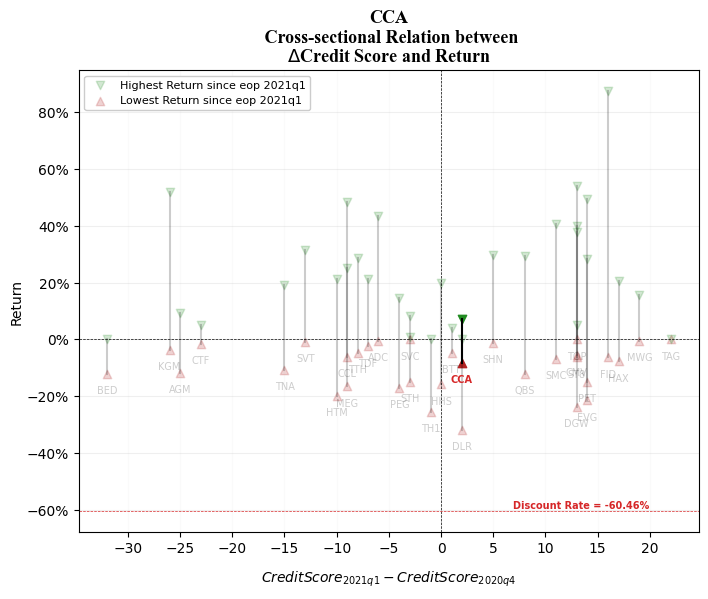 CCA
Cross-sectional Relation between
ΔCredit Score and Return
Highest Return since eop 2021q1
Lowest Return since eop 2021q1
Return
80%
60%
40%
20%
0%
−20%
−40%
−60%
BED
KGM
AGM
CTF
TNA
SVT
HTM
CCL
MEG
TDP
ADC
PEG
SVC
STH
TH1
HHS
CCA
DLR
SHN
QBS
SMC
DGW
PET
EVG
FID
HAX
MWG
TAG
Discount Rate = -60.46%
−30 −25 −20 −15 −10 −5 0 5 10 15 20
CreditScore2021q1 − CreditScore2020q4